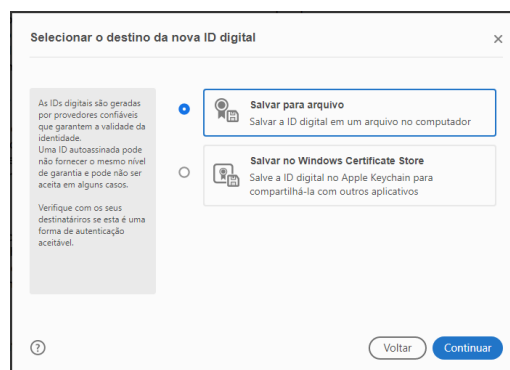 Selecionar o destino da nova ID digital
As IDs digitais são geradas
por provedores confiáveis
que garantem a validade da
identidade.
Uma ID autoassinada pode
não fornecer o mesmo nível
de garantia e pode não ser
aceita em alguns casos.
Verifique com os seus
destinatáriros se esta é uma
forma de autenticação
aceitável.
Salvar para arquivo
Salvar a ID digital em um arquivo no computador
Salvar no Windows Certificate Store
Salve a ID digital no Apple Keychain para
compartilhá-la com outros aplicativos
Voltar
Continuar